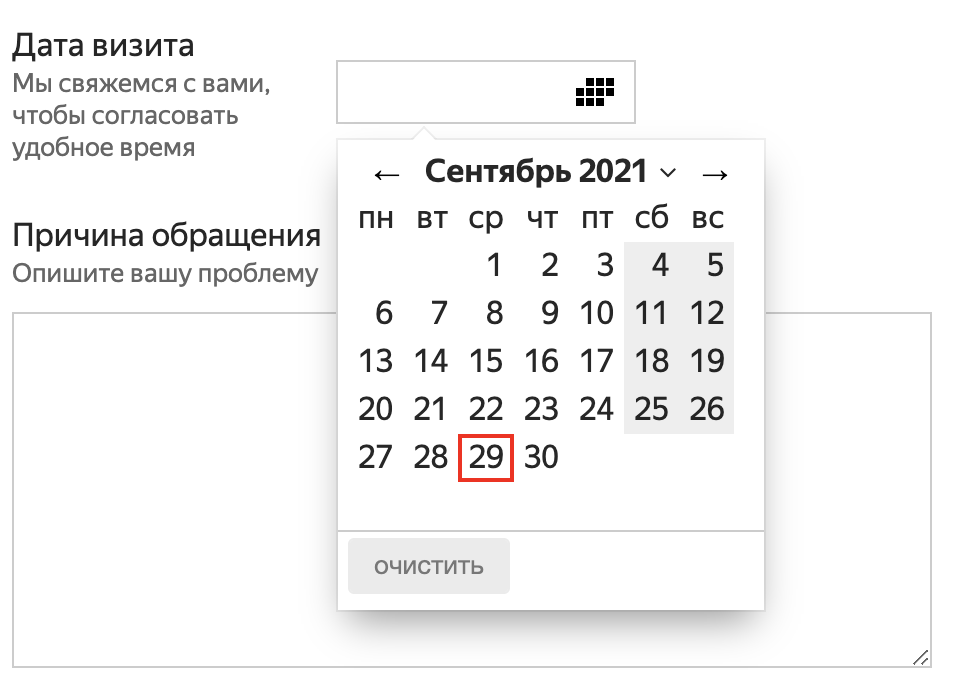 Дата визита
Мы свяжемся с вами,
чтобы согласовать
удобное время
Причина обращения
Опишите вашу проблему
← Сентябрь 2021 →
пн вт ср чт пт сб вс
1 2 3 4 5
6 7 8 9 10 11 12
13 14 15 16 17 18 19
20 21 22 23 24 25 26
27 28 29 30
ОЧИСТИТЬ